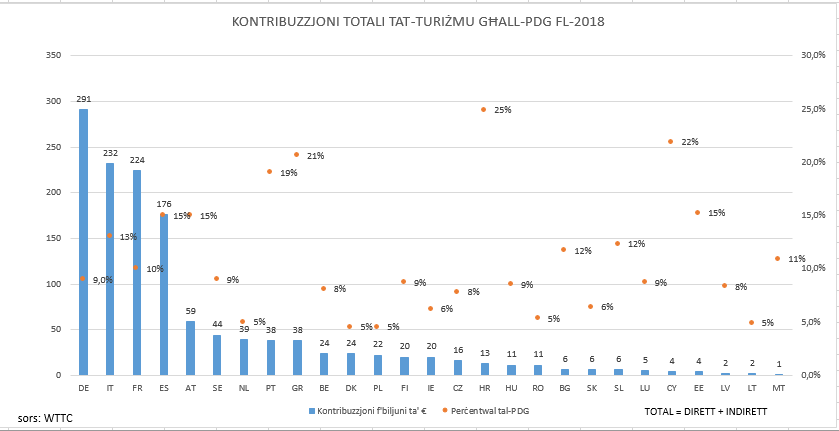 KONTRIBUZZJONI TOTALI TAT-TURIŻMU GĦALL-PDG FL-2018
350 30,0%
300 25,0%
250 20,0%
200 15,0%
150 10,0%
100 5,0%
50 0,0%
0
291 232 224 176 59 44 39 38 38 24 24 22 20 20 16 13 11 11 6 6 6 5 4 4 2 2 1
9,0% 13% 10% 15% 15% 9% 5% 19% 21% 8% 5% 5% 9% 6% 8% 25% 9% 5% 12% 6% 12% 9% 22% 15% 8% 5% 11%
DE IT FR ES AT SE NL PT GR BE DK PL FI IE CZ HR HU RO BG SK SL LU CY EE LV LT MT
Kontribuzzjoni f'biljuni ta' € Perċentwal tal-PDG
sors: WTTC
TOTAL = DIRETT + INDIRETT